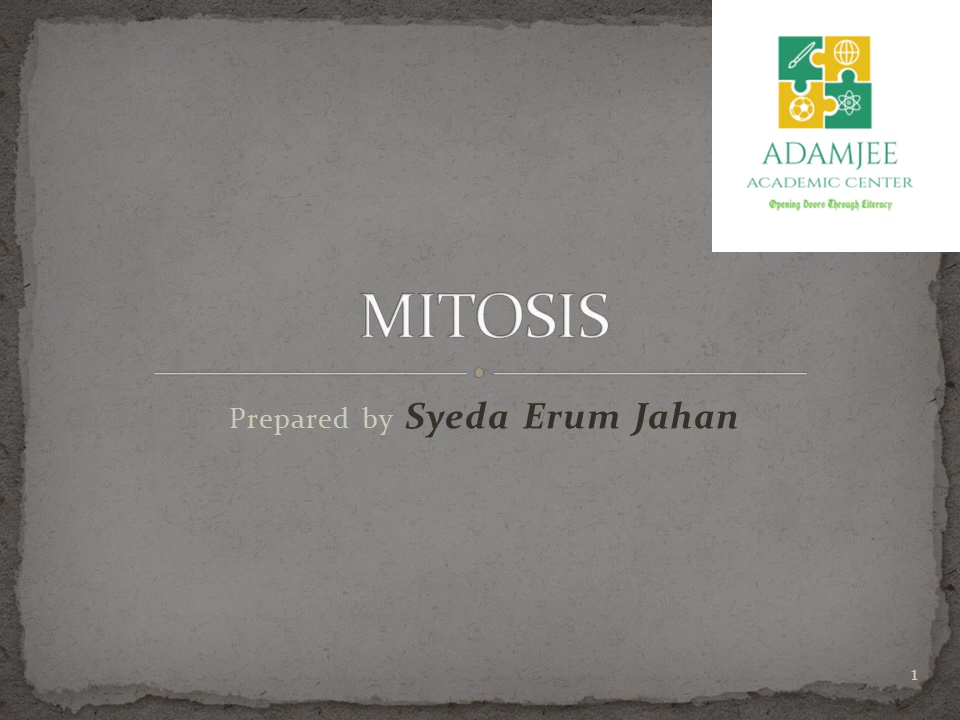 ADAMJEE
ACADEMIC CENTER
Opening Doors Through Literacy
MITOSIS
Prepared by Syeda Erum Jahan
1